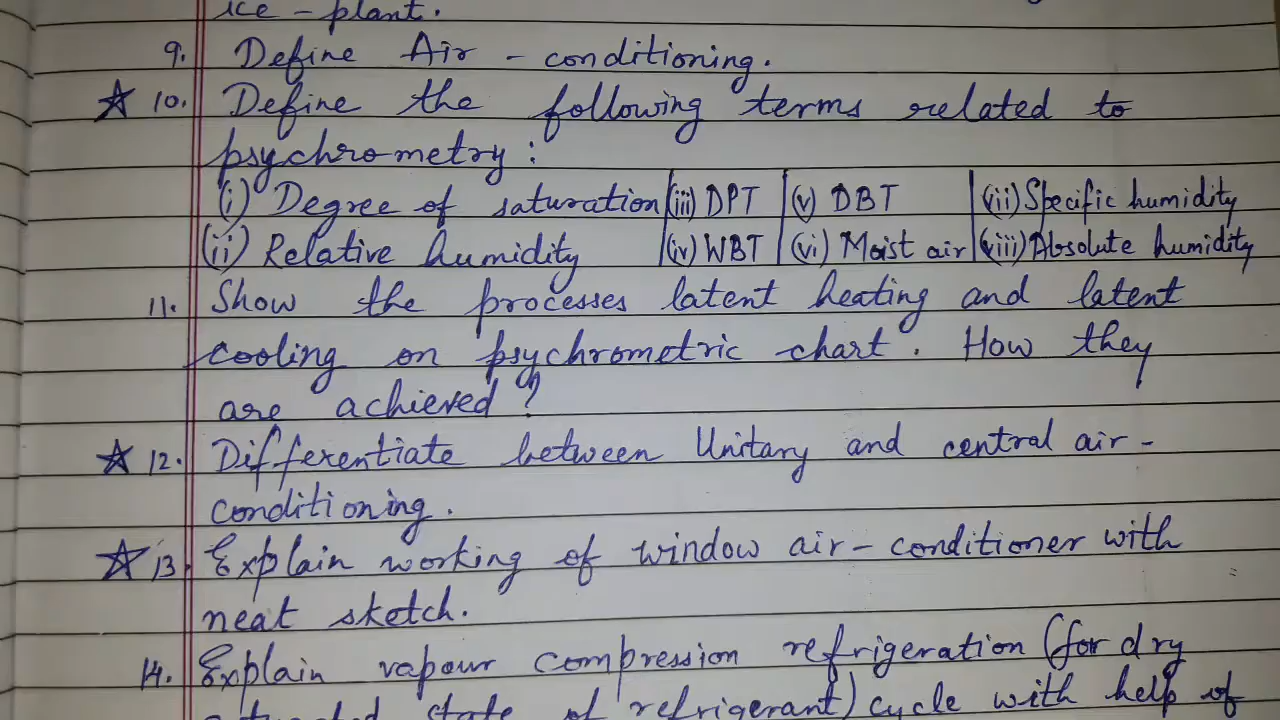 ice - plant.
9. Define Air - conditioning.
☆ 10. Define the following terms related to
psychrometry :
(i) Degree of saturation | (iii) DPT | (v) DBT | (vii) Specific humidity
(ii) Relative humidity | (iv) WBT | (vi) Moist air | (viii) Absolute humidity
11. Show the processes latent heating and latent
cooling on psychrometric chart. How they
are achieved ?
☆ 12. Differentiate between Unitary and central air -
conditioning.
☆ 13. Explain working of window air - conditioner with
neat sketch.
14. Explain vapour compression refrigeration (for dry
state of refrigerant) cycle with help of